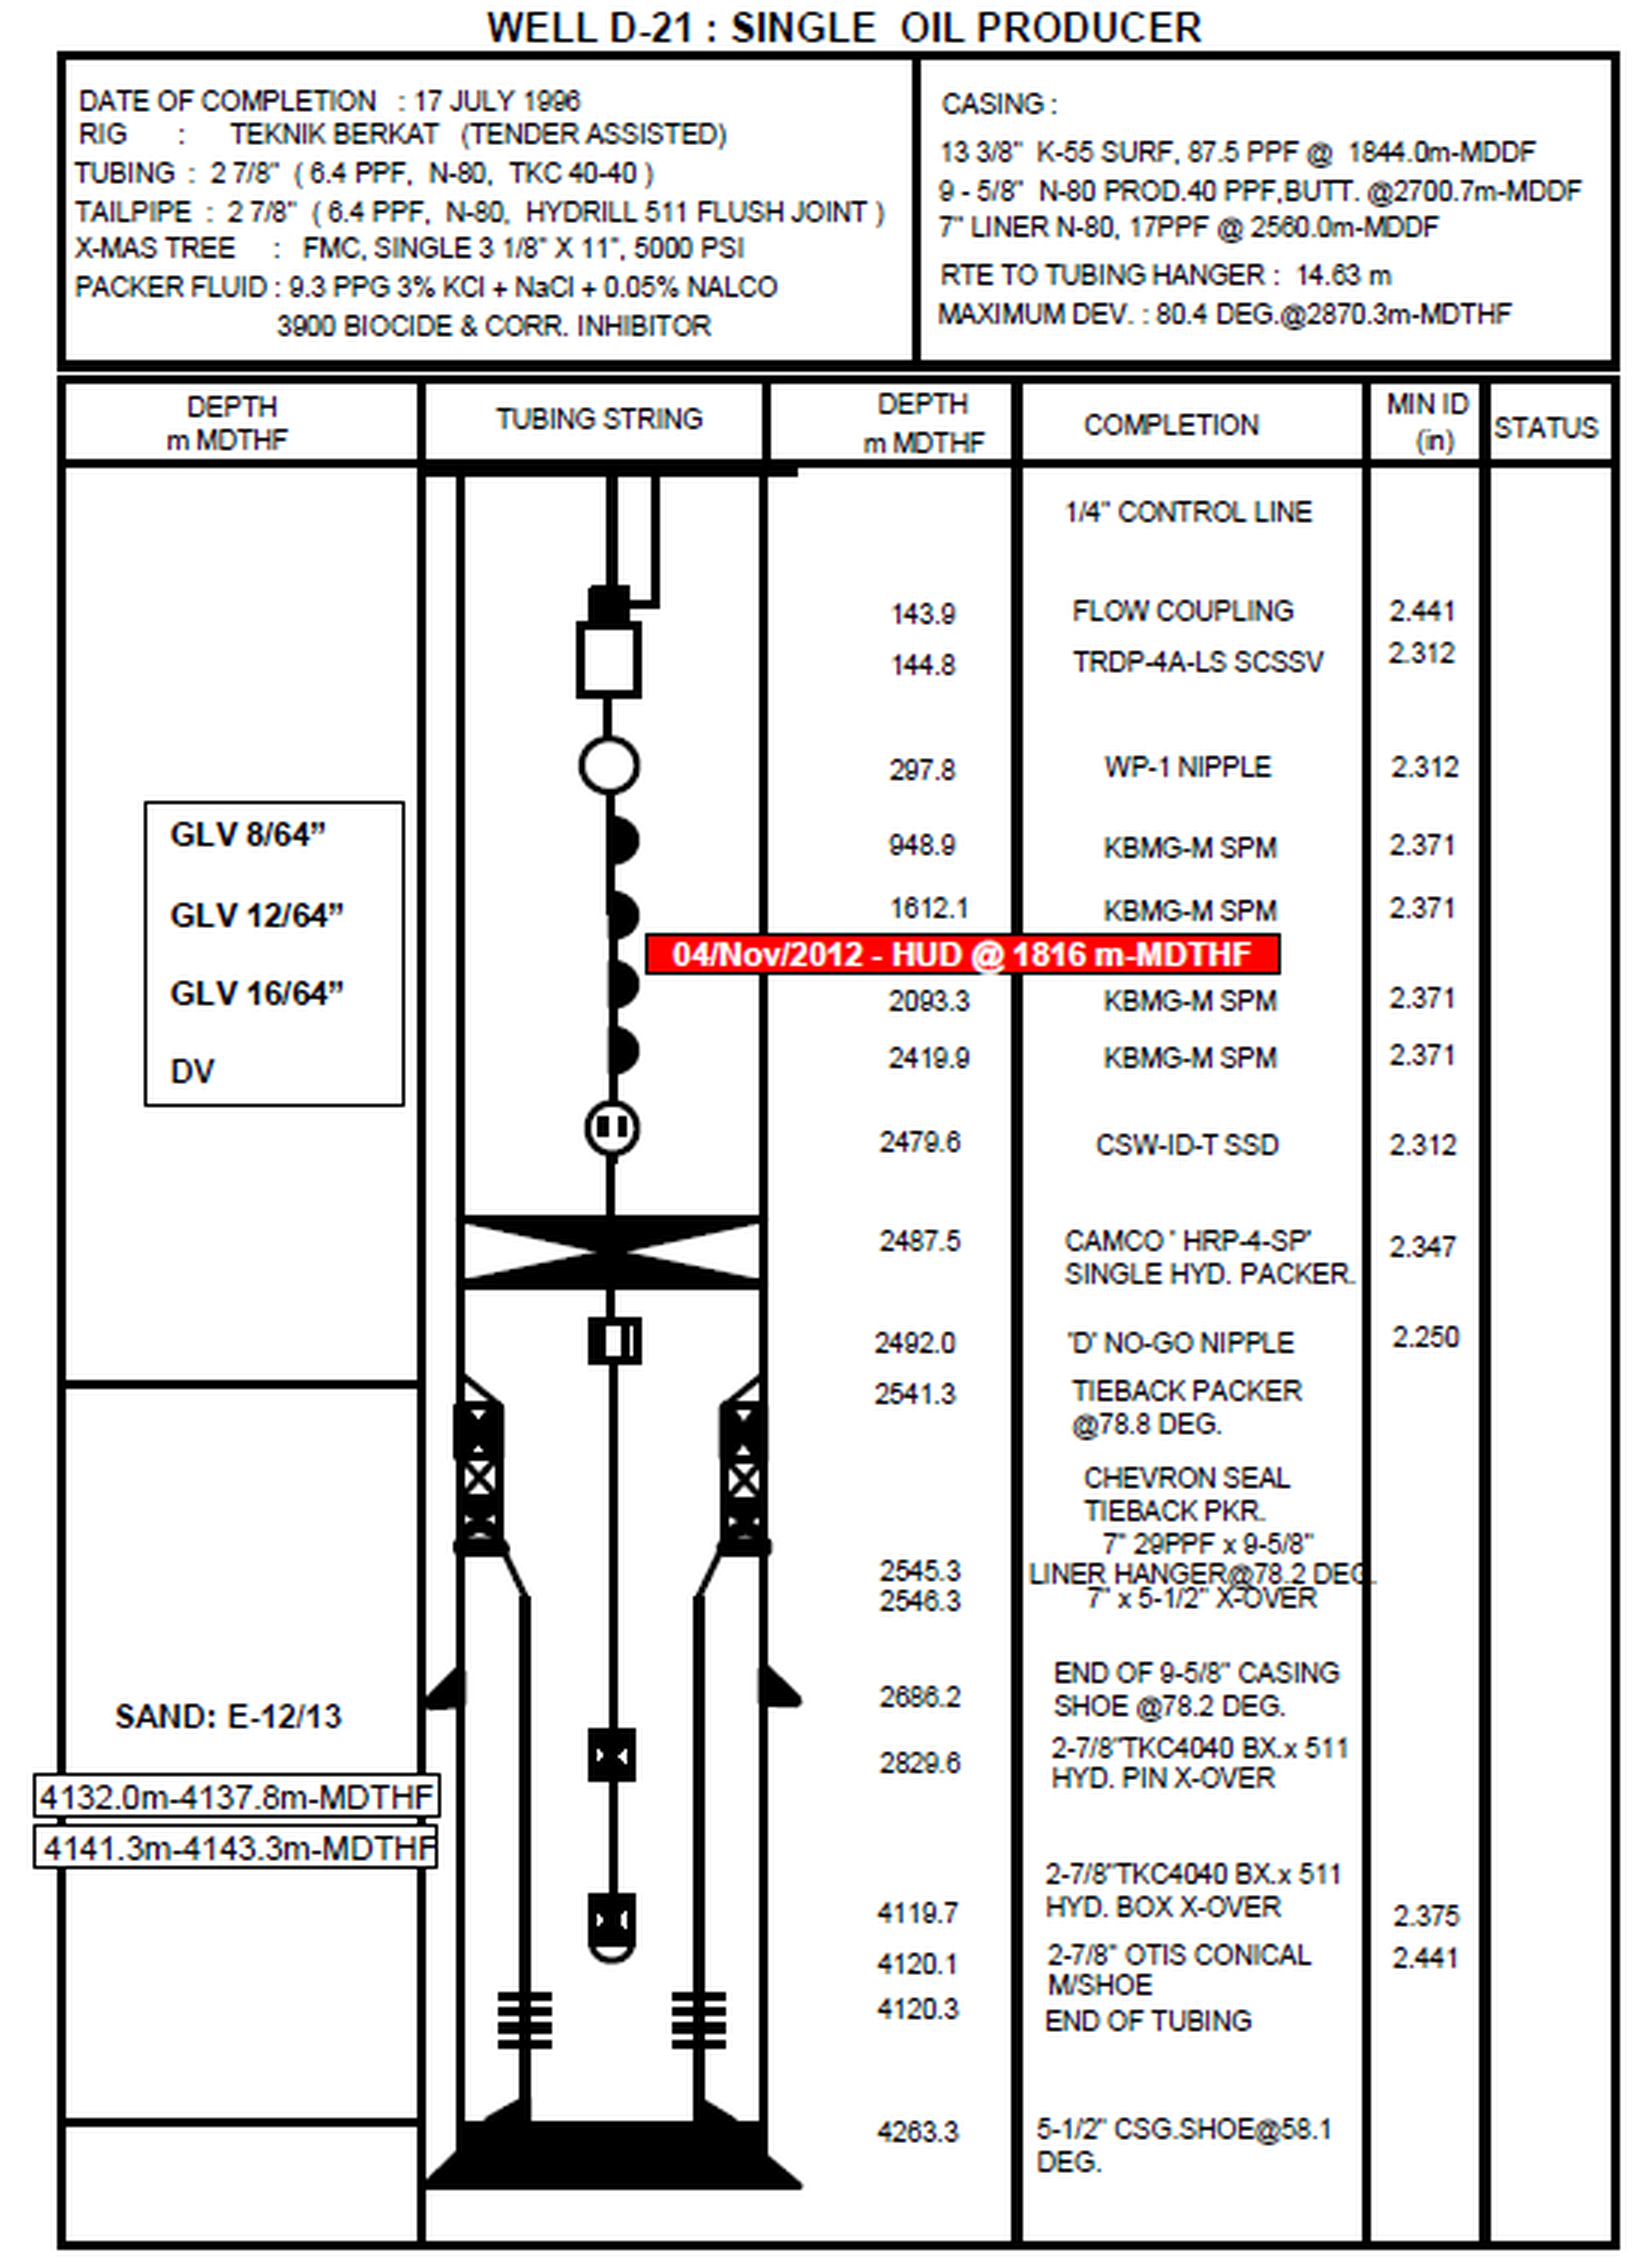 WELL D-21 : SINGLE OIL PRODUCER
DATE OF COMPLETION : 17 JULY 1996
RIG : TEKNIK BERKAT (TENDER ASSISTED)
TUBING : 2 7/8" ( 6.4 PPF, N-80, TKC 40-40 )
TAILPIPE : 2 7/8" ( 6.4 PPF, N-80, HYDRILL 511 FLUSH JOINT )
X-MAS TREE : FMC, SINGLE 3 1/8" X 11", 5000 PSI
PACKER FLUID : 9.3 PPG 3% KCl + NaCl + 0.05% NALCO
3900 BIOCIDE & CORR. INHIBITOR
CASING :
13 3/8" K-55 SURF, 87.5 PPF @ 1844.0m-MDDF
9 - 5/8" N-80 PROD.40 PPF,BUTT. @2700.7m-MDDF
7" LINER N-80, 17PPF @ 2560.0m-MDDF
RTE TO TUBING HANGER : 14.63 m
MAXIMUM DEV. : 80.4 DEG.@2870.3m-MDTHF
DEPTH
m MDTHF
TUBING STRING
DEPTH
m MDTHF
COMPLETION
MIN ID
(in)
STATUS
1/4" CONTROL LINE
143.9 FLOW COUPLING 2.441
144.8 TRDP-4A-LS SCSSV 2.312
297.8 WP-1 NIPPLE 2.312
GLV 8/64” 948.9 KBMG-M SPM 2.371
GLV 12/64” 1612.1 KBMG-M SPM 2.371
04/Nov/2012 - HUD @ 1816 m-MDTHF
GLV 16/64” 2093.3 KBMG-M SPM 2.371
DV 2419.9 KBMG-M SPM 2.371
2479.6 CSW-ID-T SSD 2.312
2487.5 CAMCO ' HRP-4-SP' 2.347
SINGLE HYD. PACKER.
2492.0 'D' NO-GO NIPPLE 2.250
2541.3 TIEBACK PACKER
@78.8 DEG.
CHEVRON SEAL
TIEBACK PKR.
7" 29PPF x 9-5/8"
2545.3 LINER HANGER@78.2 DEG.
2546.3 7" x 5-1/2" X-OVER
END OF 9-5/8" CASING
2686.2 SHOE @78.2 DEG.
SAND: E-12/13
2-7/8"TKC4040 BX.x 511
2829.6 HYD. PIN X-OVER
4132.0m-4137.8m-MDTHF
4141.3m-4143.3m-MDTHF
2-7/8"TKC4040 BX.x 511
4119.7 HYD. BOX X-OVER 2.375
4120.1 2-7/8" OTIS CONICAL 2.441
M/SHOE
4120.3 END OF TUBING
4263.3 5-1/2" CSG.SHOE@58.1
DEG.